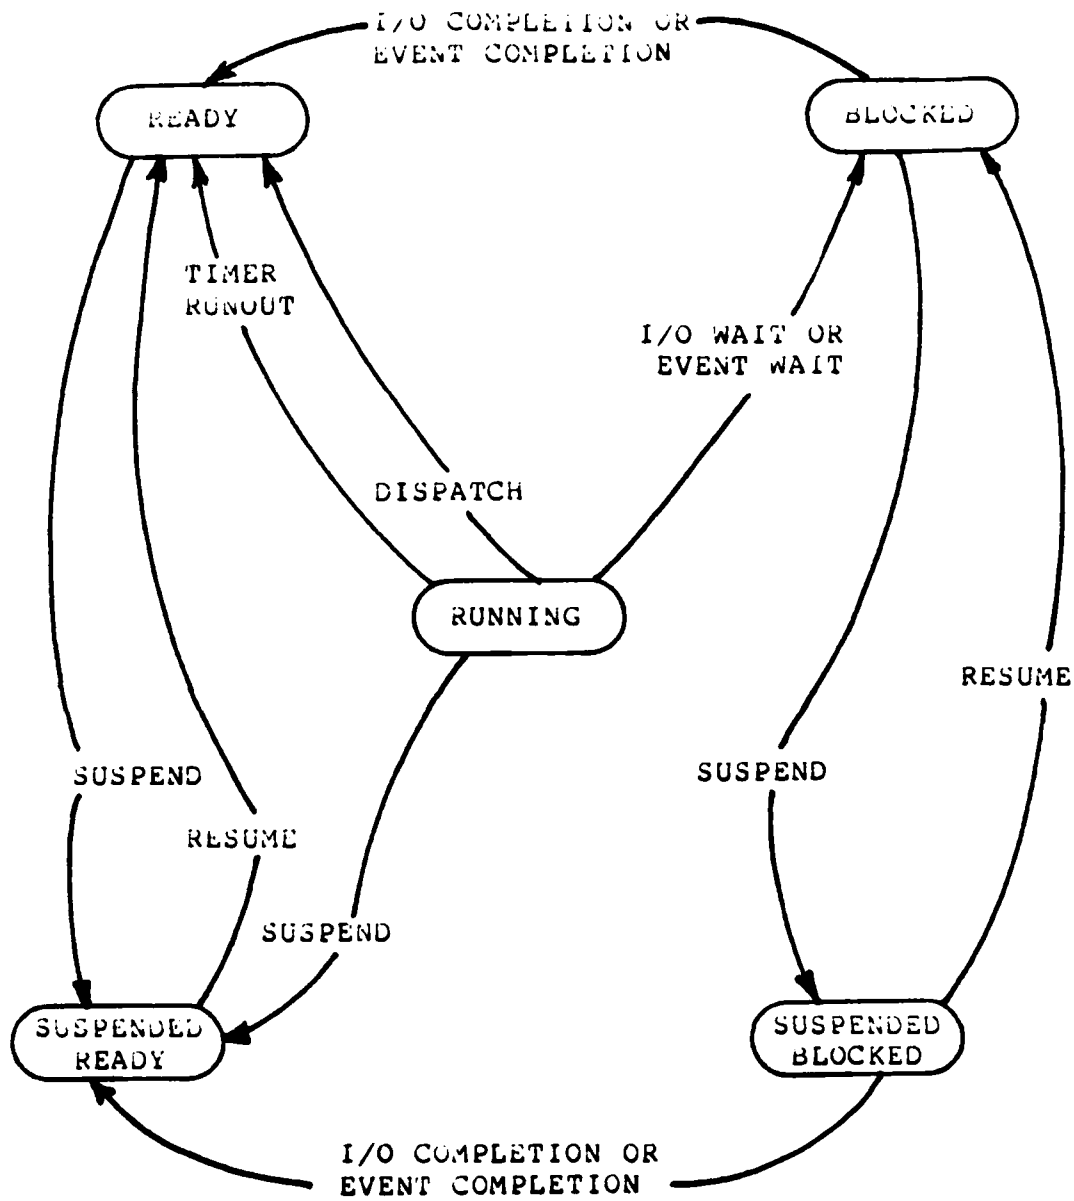 I/O COMPLETION OR
EVENT COMPLETION
READY
BLOCKED
TIMER
RUNOUT
I/O WAIT OR
EVENT WAIT
DISPATCH
RUNNING
RESUME
SUSPEND
SUSPEND
RESUME
SUSPEND
SUSPENDED
READY
SUSPENDED
BLOCKED
I/O COMPLETION OR
EVENT COMPLETION